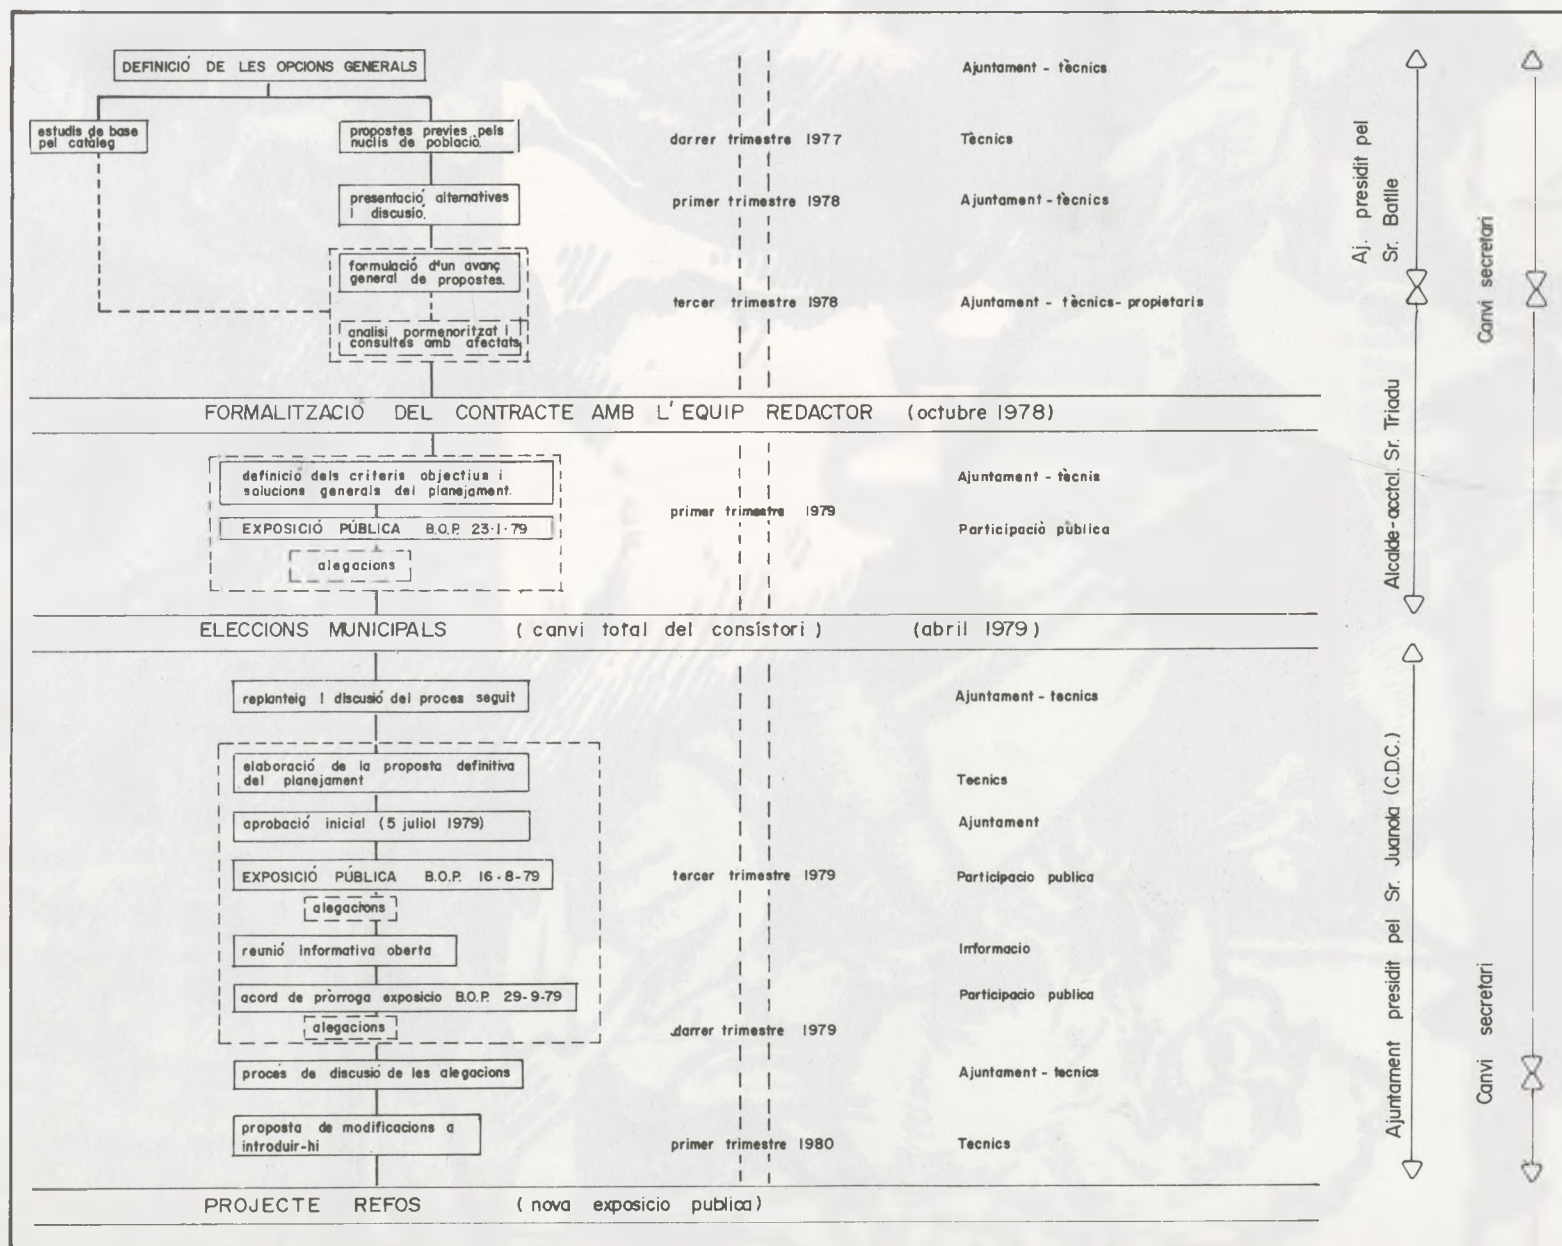 DEFINICIÓ DE LES OPCIONS GENERALS
Ajuntament - tècnics
estudis de base
pel catàleg
propostes previes pels
nuclis de població.
darrer trimestre 1977
Tècnics
presentació alternatives
i discusió.
primer trimestre 1978
Ajuntament - tècnics
formulació d'un avanç
general de propostes.
tercer trimestre 1978
Ajuntament - tècnics - propietaris
analisi pormenoritzat i
consultes amb afectats
FORMALITZACIÓ DEL CONTRACTE AMB L'EQUIP REDACTOR (octubre 1978)
definició dels criteris objectius i
solucions generals del planejament.
Ajuntament - tècnis
primer trimestre 1979
EXPOSICIÓ PÚBLICA B.O.P. 23-1-79
Participació pública
alegacions
ELECCIONS MUNICIPALS (canvi total del consistori) (abril 1979)
replanteig i discusió del proces seguit
Ajuntament - tecnics
elaboració de la proposta definitiva
del planejament
Tecnics
aprobació inicial (5 juliol 1979)
Ajuntament
EXPOSICIÓ PÚBLICA B.O.P. 16-8-79
tercer trimestre 1979
Participacio publica
alegacions
reunió informativa oberta
Informacio
acord de pròrroga exposicio B.O.P. 29-9-79
Participacio publica
alegacions
darrer trimestre 1979
procés de discusió de les alegacions
Ajuntament - tecnics
proposta de modificacions a
introduir-hi
primer trimestre 1980
Tecnics
PROJECTE REFOS (nova exposicio publica)
Aj. presidit pel
Sr. Batlle
Alcalde-acctal. Sr. Triadu
Ajuntament presidit pel Sr. Juanola (C.D.C.)
Canvi secretari
Canvi secretari